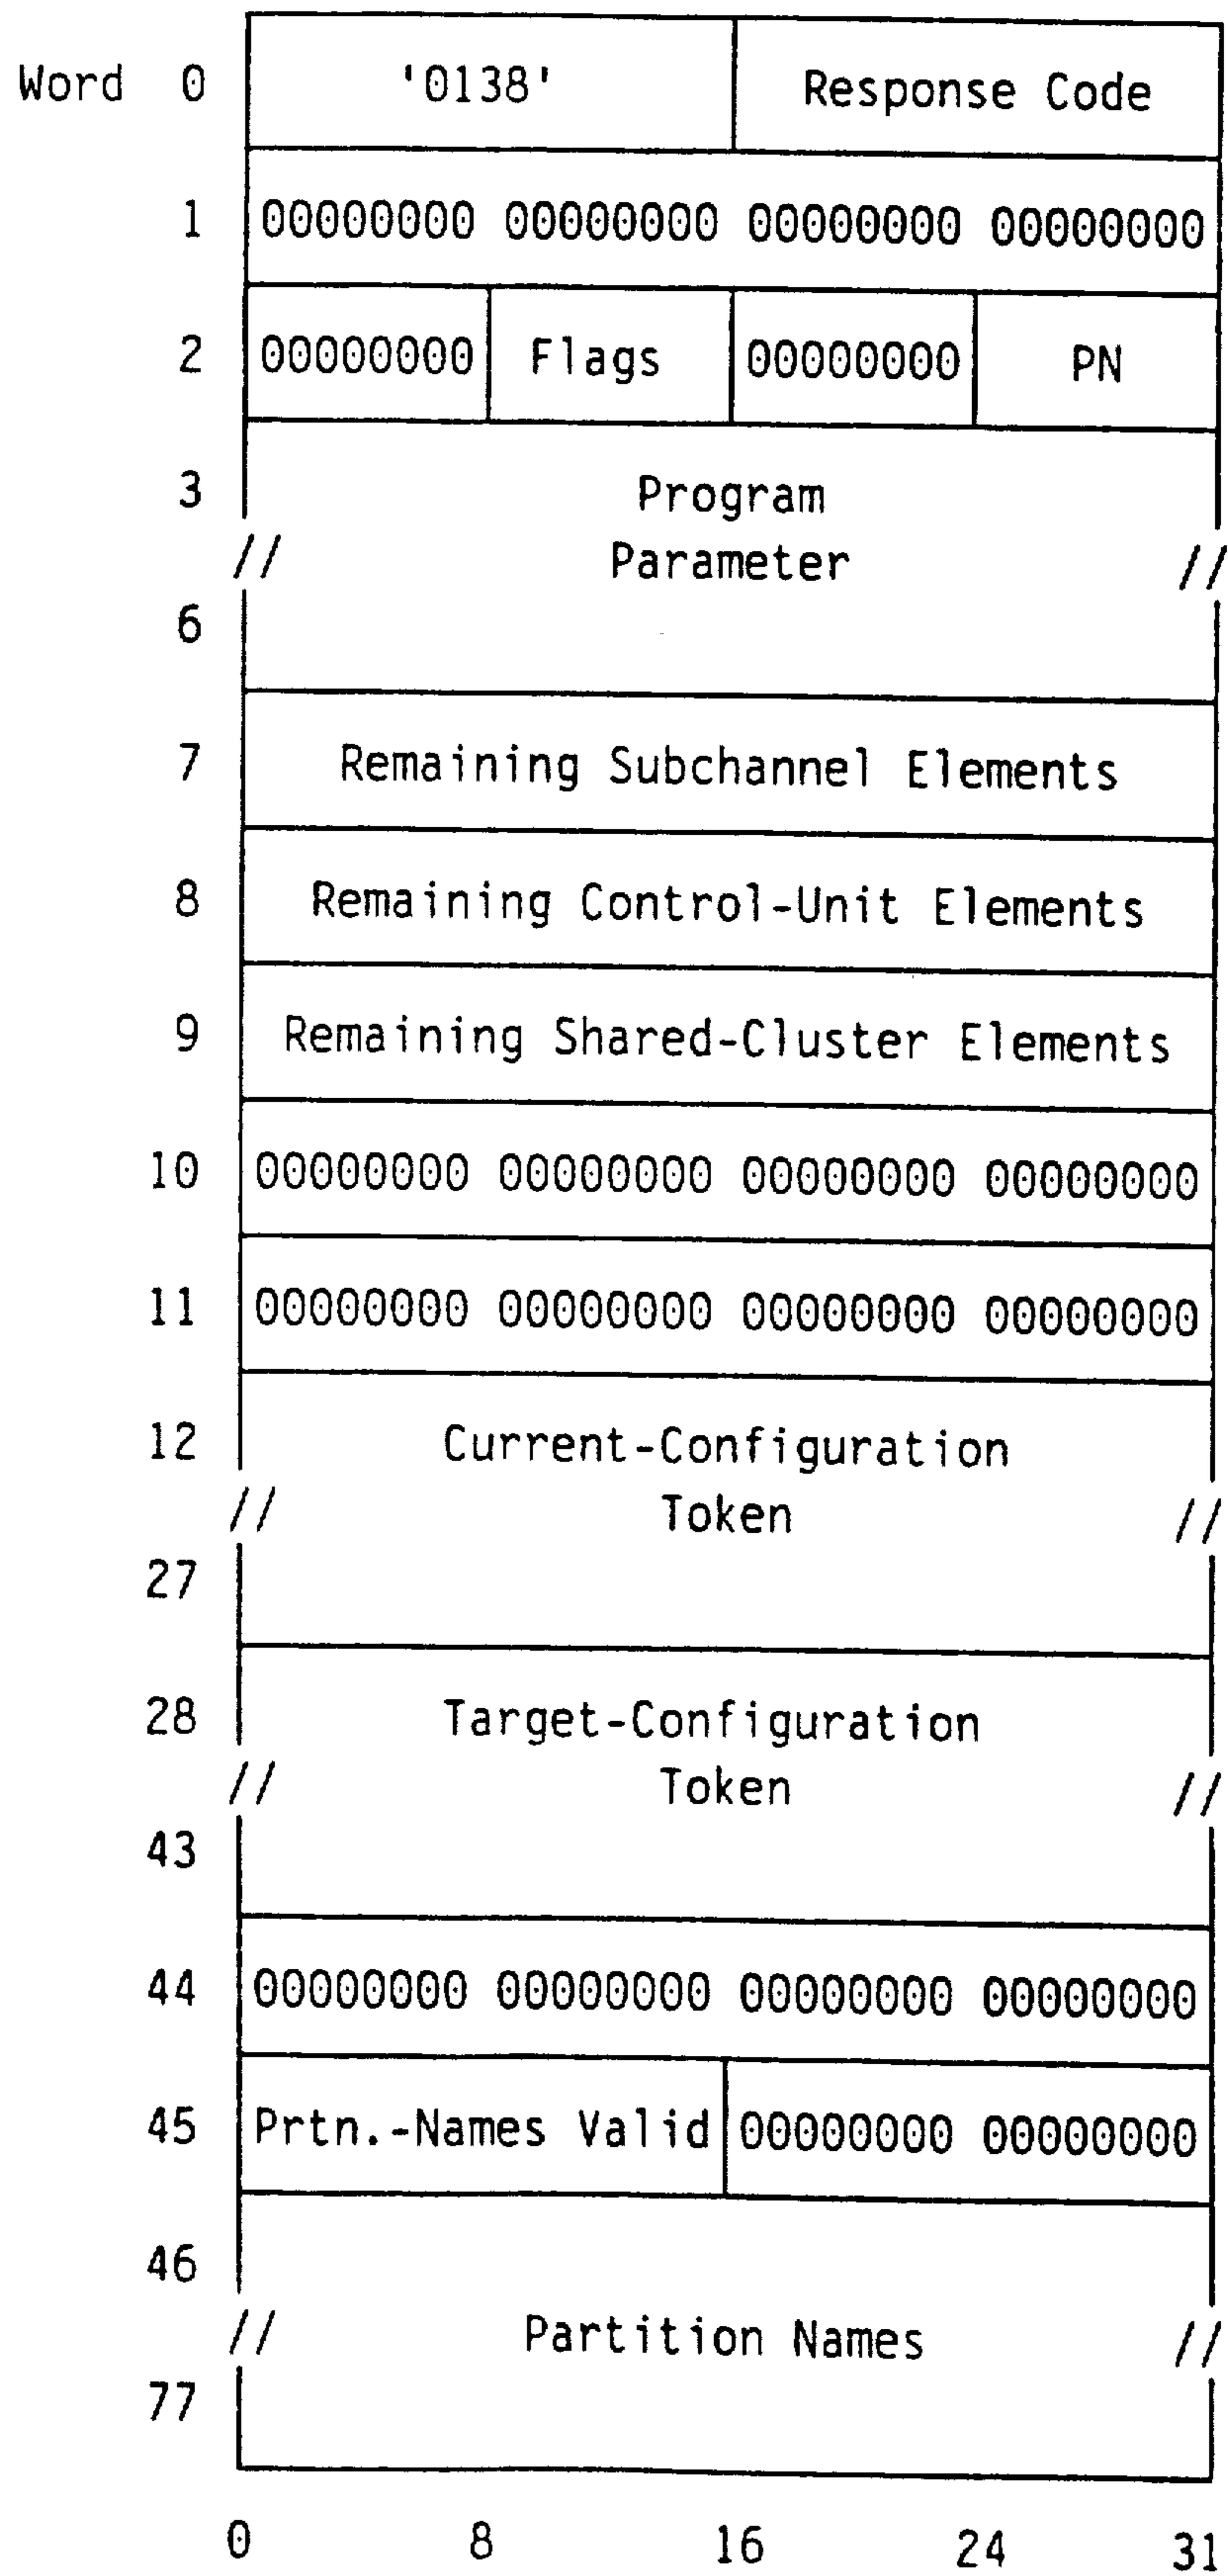 Word 0 '0138' Response Code
1 00000000 00000000 00000000 00000000
2 00000000 Flags 00000000 PN
3 Program
// Parameter //
6
7 Remaining Subchannel Elements
8 Remaining Control-Unit Elements
9 Remaining Shared-Cluster Elements
10 00000000 00000000 00000000 00000000
11 00000000 00000000 00000000 00000000
12 Current-Configuration
// Token //
27
28 Target-Configuration
// Token //
43
44 00000000 00000000 00000000 00000000
45 Prtn.-Names Valid 00000000 00000000
46
// Partition Names //
77
0 8 16 24 31